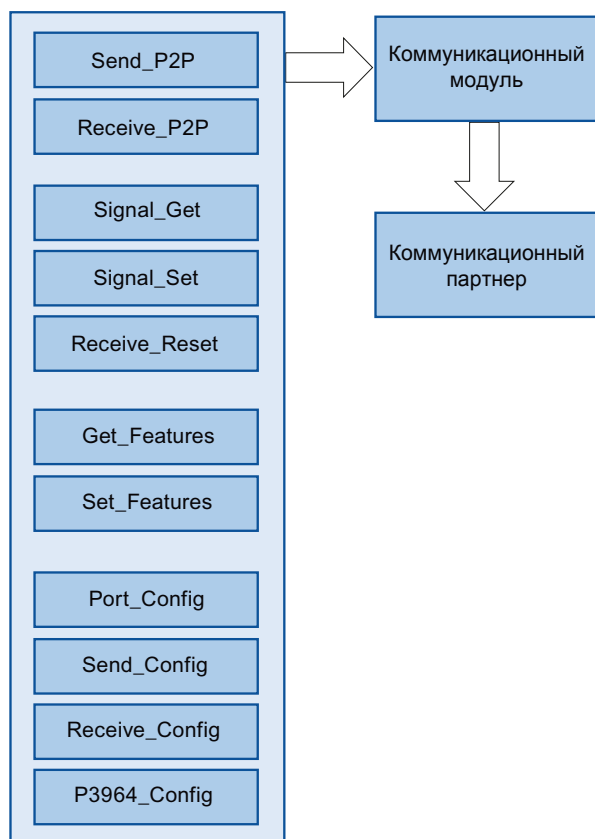 Send_P2P
Receive_P2P
Signal_Get
Signal_Set
Receive_Reset
Get_Features
Set_Features
Port_Config
Send_Config
Receive_Config
P3964_Config
Коммуникационный
модуль
Коммуникационный
партнер